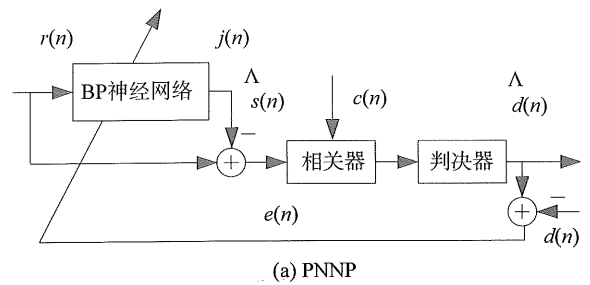 r(n)
j(n)
BP神经网络
Λ
s(n)
c(n)
Λ
d(n)
−
+
相关器
判决器
e(n)
+
−
d(n)
(a) PNNP